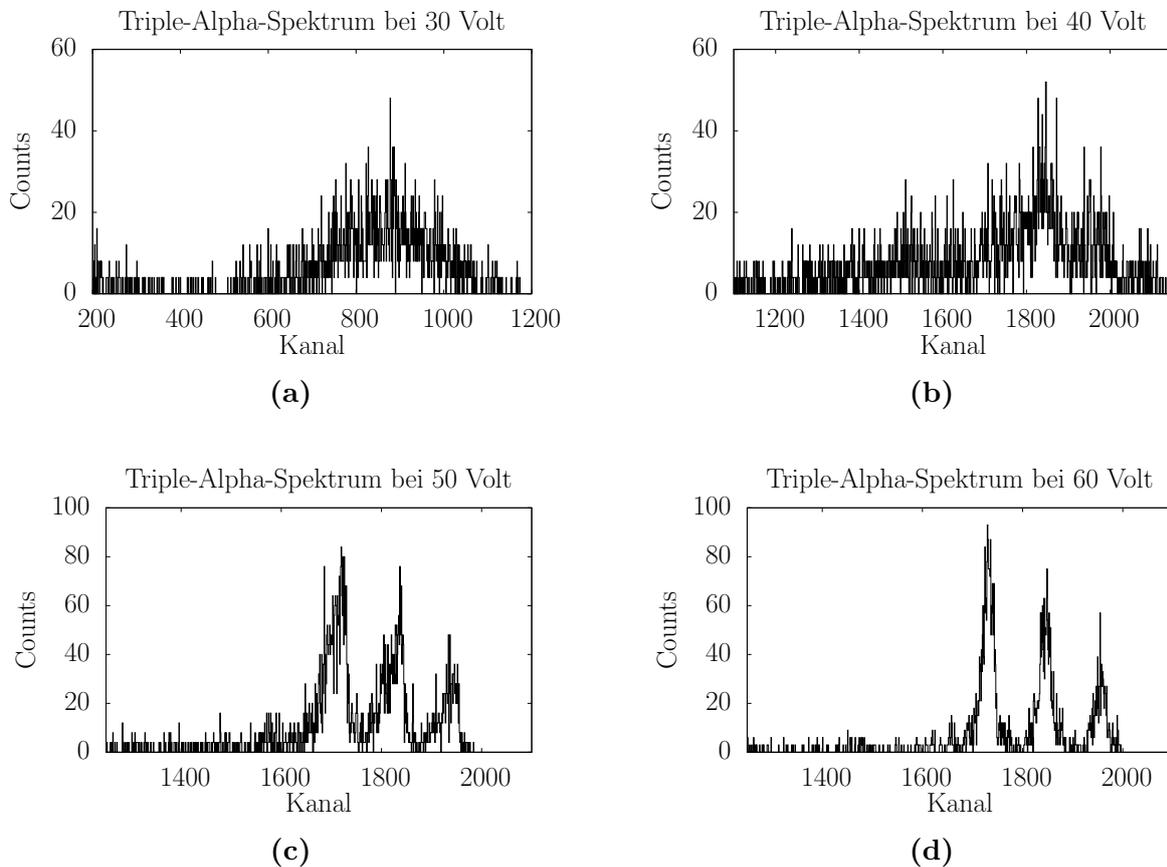 Triple-Alpha-Spektrum bei 30 Volt
60
40
20
0
Counts
200 400 600 800 1000 1200
Kanal
(a)
Triple-Alpha-Spektrum bei 40 Volt
60
40
20
0
Counts
1200 1400 1600 1800 2000
Kanal
(b)
Triple-Alpha-Spektrum bei 50 Volt
100
80
60
40
20
0
Counts
1400 1600 1800 2000
Kanal
(c)
Triple-Alpha-Spektrum bei 60 Volt
100
80
60
40
20
0
Counts
1400 1600 1800 2000
Kanal
(d)